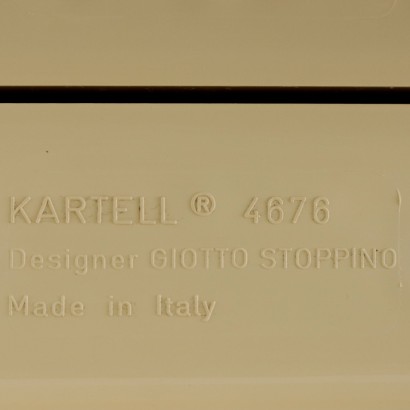 KARTELL® 4676
Designer GIOTTO STOPPINO
Made in Italy